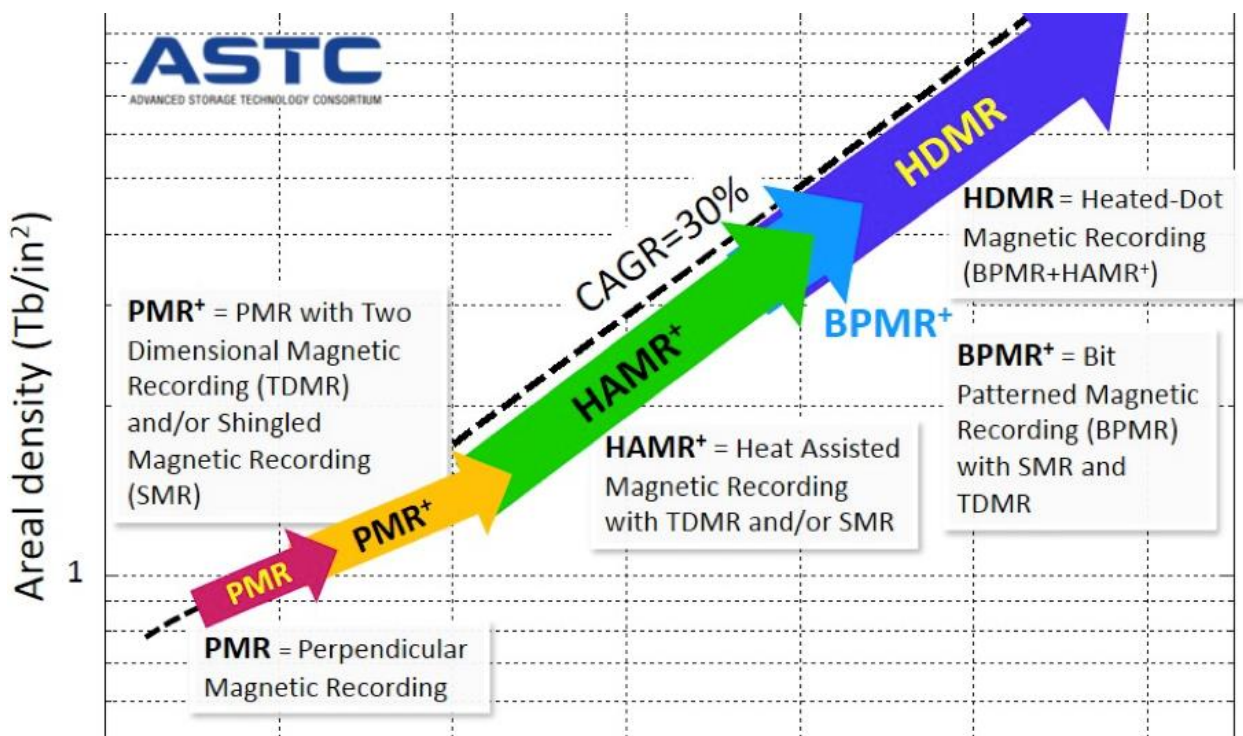 ASTC
ADVANCED STORAGE TECHNOLOGY CONSORTIUM
Areal density (Tb/in²)
1
CAGR=30%
PMR
PMR⁺
HAMR⁺
BPMR⁺
HDMR
PMR⁺ = PMR with Two
Dimensional Magnetic
Recording (TDMR)
and/or Shingled
Magnetic Recording
(SMR)
PMR = Perpendicular
Magnetic Recording
HAMR⁺ = Heat Assisted
Magnetic Recording
with TDMR and/or SMR
HDMR = Heated-Dot
Magnetic Recording
(BPMR+HAMR⁺)
BPMR⁺ = Bit
Patterned Magnetic
Recording (BPMR)
with SMR and
TDMR